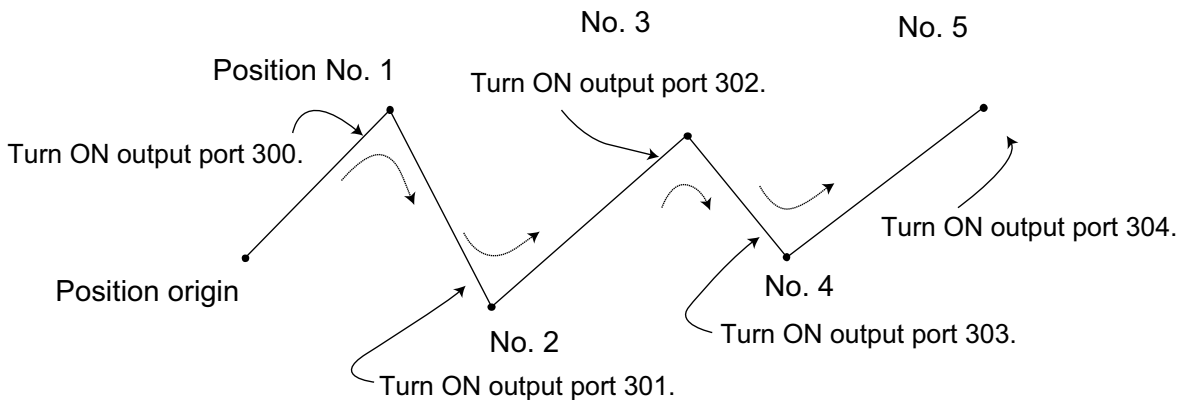 No. 3
No. 5
Position No. 1
Turn ON output port 302.
Turn ON output port 300.
Turn ON output port 304.
Position origin
No. 4
No. 2
Turn ON output port 303.
Turn ON output port 301.